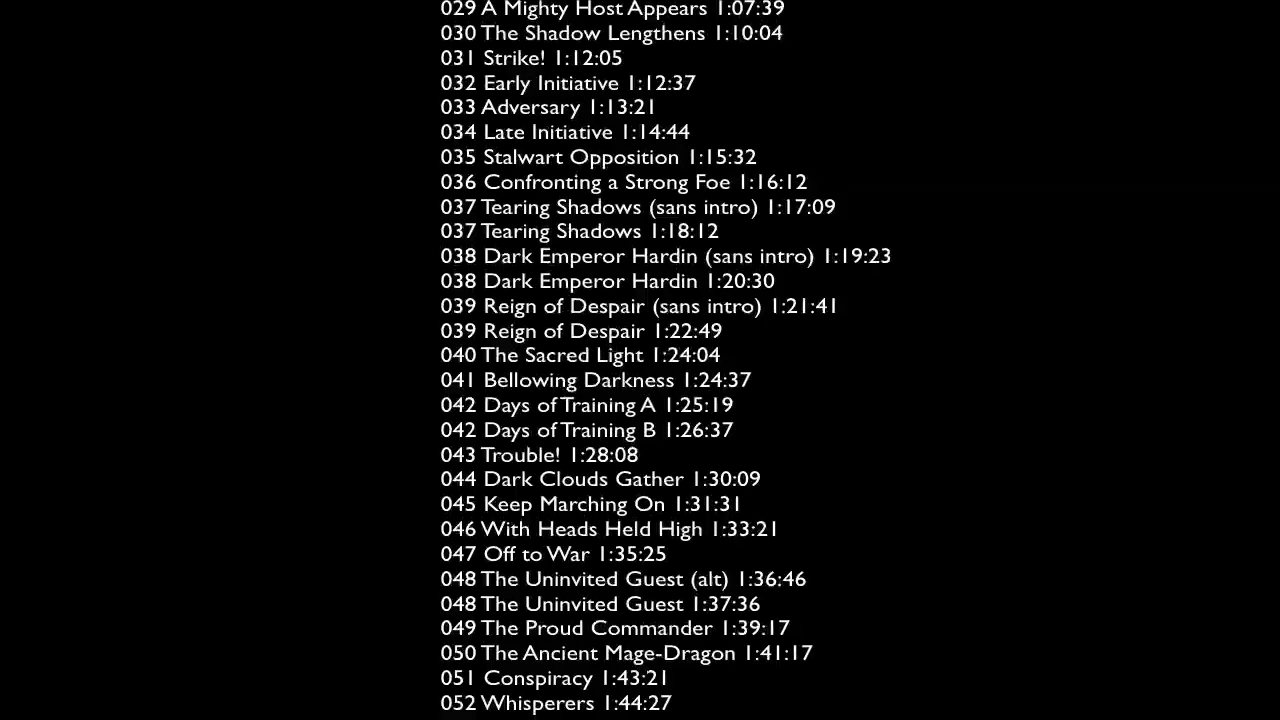 029 A Mighty Host Appears 1:07:39
030 The Shadow Lengthens 1:10:04
031 Strike! 1:12:05
032 Early Initiative 1:12:37
033 Adversary 1:13:21
034 Late Initiative 1:14:44
035 Stalwart Opposition 1:15:32
036 Confronting a Strong Foe 1:16:12
037 Tearing Shadows (sans intro) 1:17:09
037 Tearing Shadows 1:18:12
038 Dark Emperor Hardin (sans intro) 1:19:23
038 Dark Emperor Hardin 1:20:30
039 Reign of Despair (sans intro) 1:21:41
039 Reign of Despair 1:22:49
040 The Sacred Light 1:24:04
041 Bellowing Darkness 1:24:37
042 Days of Training A 1:25:19
042 Days of Training B 1:26:37
043 Trouble! 1:28:08
044 Dark Clouds Gather 1:30:09
045 Keep Marching On 1:31:31
046 With Heads Held High 1:33:21
047 Off to War 1:35:25
048 The Uninvited Guest (alt) 1:36:46
048 The Uninvited Guest 1:37:36
049 The Proud Commander 1:39:17
050 The Ancient Mage-Dragon 1:41:17
051 Conspiracy 1:43:21
052 Whisperers 1:44:27